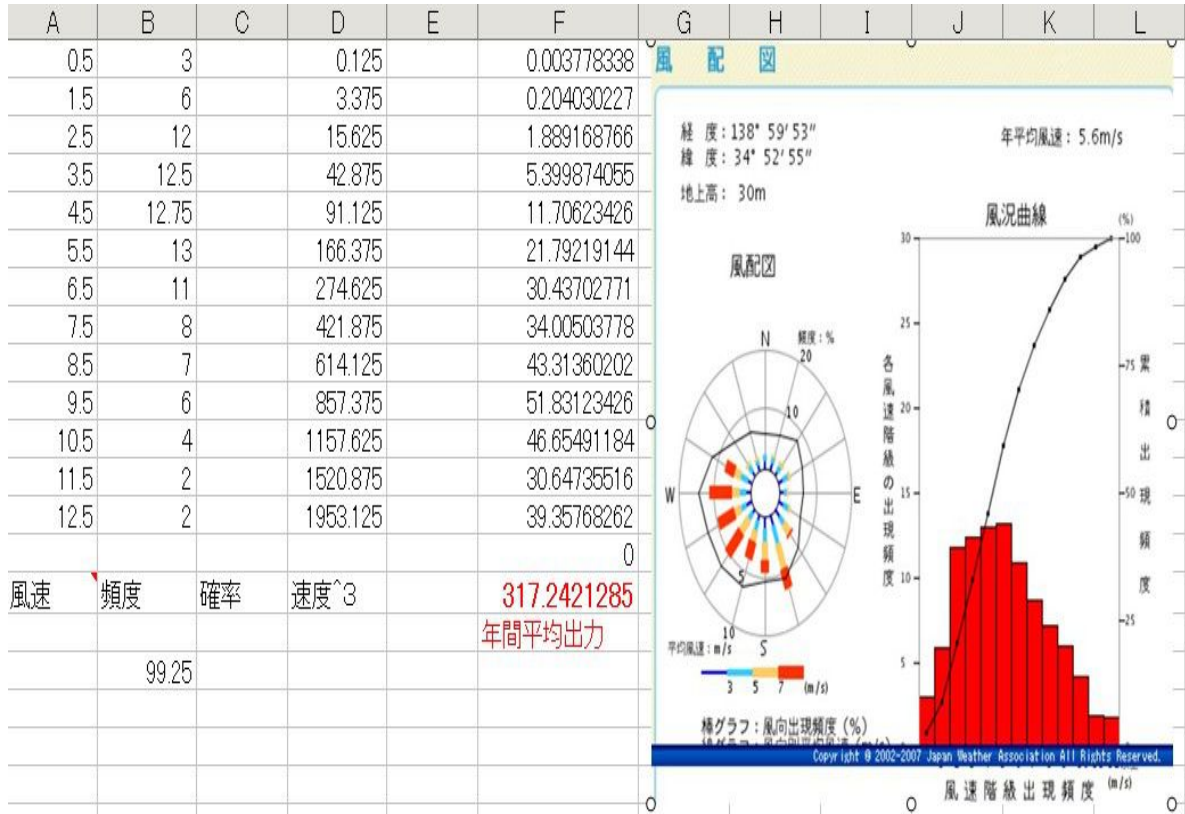 A B C D E F G H I J K L
0.5 3 0.125 0.003778338
1.5 6 3.375 0.204030227
2.5 12 15.625 1.889168766
3.5 12.5 42.875 5.399874055
4.5 12.75 91.125 11.70623426
5.5 13 166.375 21.79219144
6.5 11 274.625 30.43702771
7.5 8 421.875 34.00503778
8.5 7 614.125 43.31360202
9.5 6 857.375 51.83123426
10.5 4 1157.625 46.65491184
11.5 2 1520.875 30.64735516
12.5 2 1953.125 39.35768262
0
風速 頻度 確率 速度^3 317.2421285
年間平均出力
99.25
風 配 図
経 度:138° 59′53″
緯 度:34° 52′55″
地上高: 30m
年平均風速: 5.6m/s
風配図
頻度:%
N
20
10
W
E
S
10
S
平均風速:m/s
3 5 7 (m/s)
棒グラフ:風向出現頻度(%)
風況曲線
(%)
30
25
20
15
10
5
100
75
50
25
各風速階級の出現頻度
累積出現頻度
Copyright © 2002-2007 Japan Weather Association All Rights Reserved.
風速階級出現頻度 (m/s)